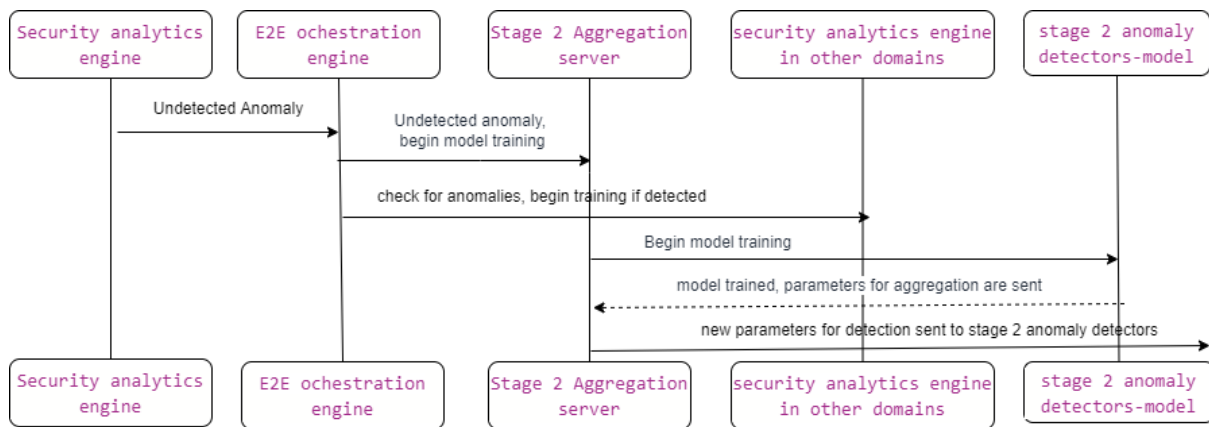 Security analytics
engine
E2E ochestration
engine
Stage 2 Aggregation
server
security analytics engine
in other domains
stage 2 anomaly
detectors-model
Undetected Anomaly
Undetected anomaly,
begin model training
check for anomalies, begin training if detected
Begin model training
model trained, parameters for aggregation are sent
new parameters for detection sent to stage 2 anomaly detectors
Security analytics
engine
E2E ochestration
engine
Stage 2 Aggregation
server
security analytics engine
in other domains
stage 2 anomaly
detectors-model